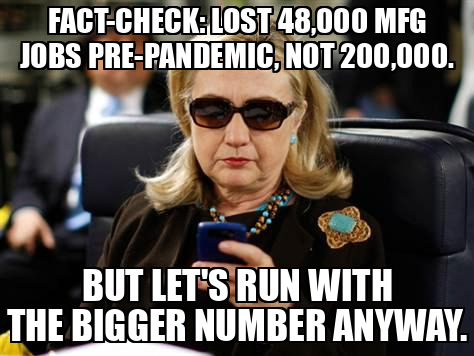 FACT-CHECK: LOST 48,000 MFG
JOBS PRE-PANDEMIC, NOT 200,000.
BUT LET'S RUN WITH
THE BIGGER NUMBER ANYWAY.